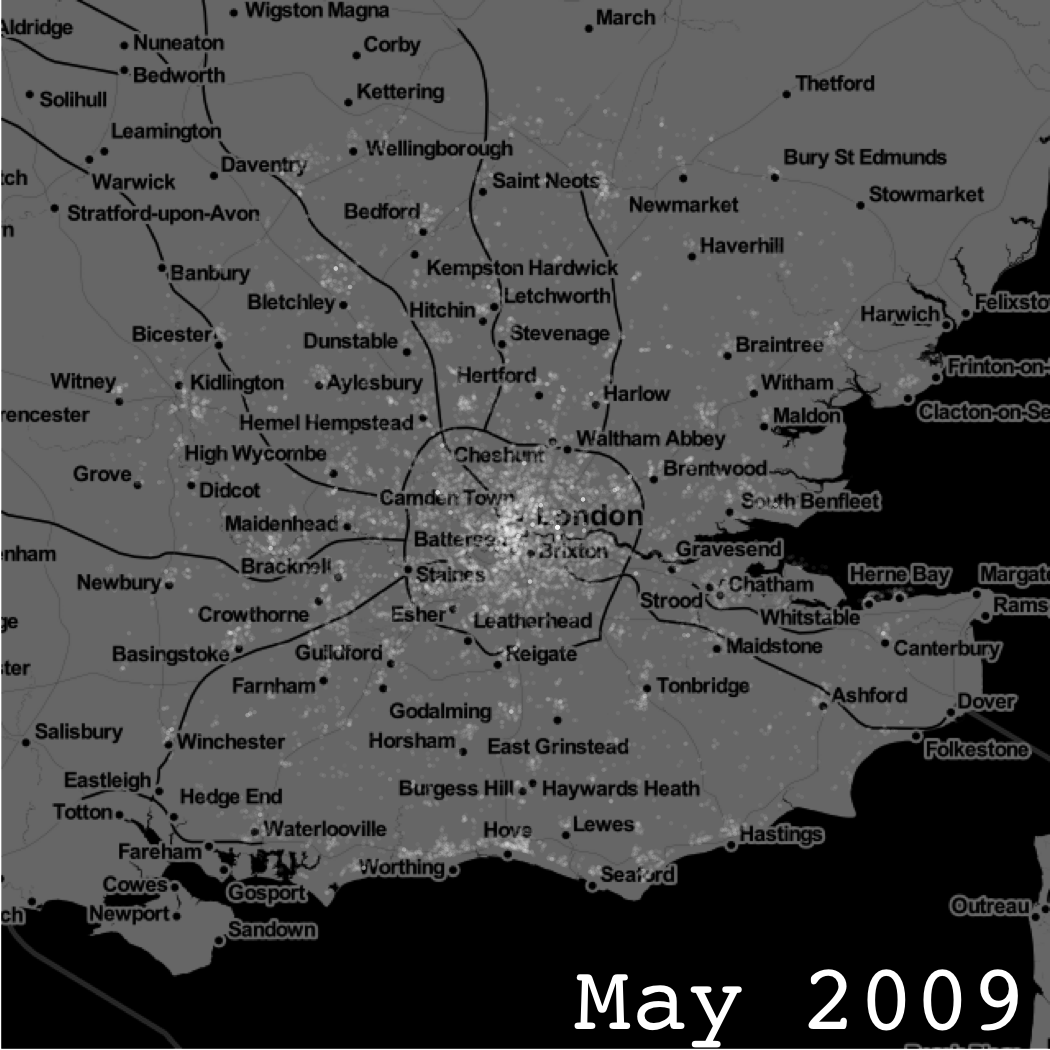 Wigston Magna
March
Aldridge
Nuneaton
Corby
Bedworth
Thetford
Solihull
Kettering
Leamington
Wellingborough
Bury St Edmunds
Daventry
Warwick
Saint Neots
Stowmarket
Stratford-upon-Avon
Bedford
Newmarket
Haverhill
Banbury
Kempston Hardwick
Bletchley
Hitchin
Letchworth
Harwich
Felixsto
Bicester
Dunstable
Stevenage
Braintree
Frinton-on-
Witney
Kidlington
Aylesbury
Hertford
Harlow
Witham
rencester
Clacton-on-Se
Hemel Hempstead
Maldon
Waltham Abbey
High Wycombe
Cheshunt
Brentwood
Grove
Didcot
Camden Town
South Benfleet
Maidenhead
London
Battersea
Brixton
Gravesend
enham
Bracknell
Staines
Newbury
Chatham
Herne Bay
Margate
Strood
Rams
Crowthorne
Esher
Leatherhead
Whitstable
Basingstoke
Guildford
Reigate
Maidstone
Canterbury
Farnham
Tonbridge
Ashford
Dover
Godalming
Salisbury
Winchester
Horsham
East Grinstead
Folkestone
Eastleigh
Hedge End
Burgess Hill
Haywards Heath
Totton
Waterlooville
Hove
Lewes
Hastings
Fareham
Worthing
Seaford
Cowes
Gosport
Newport
Outreau
Sandown
May 2009